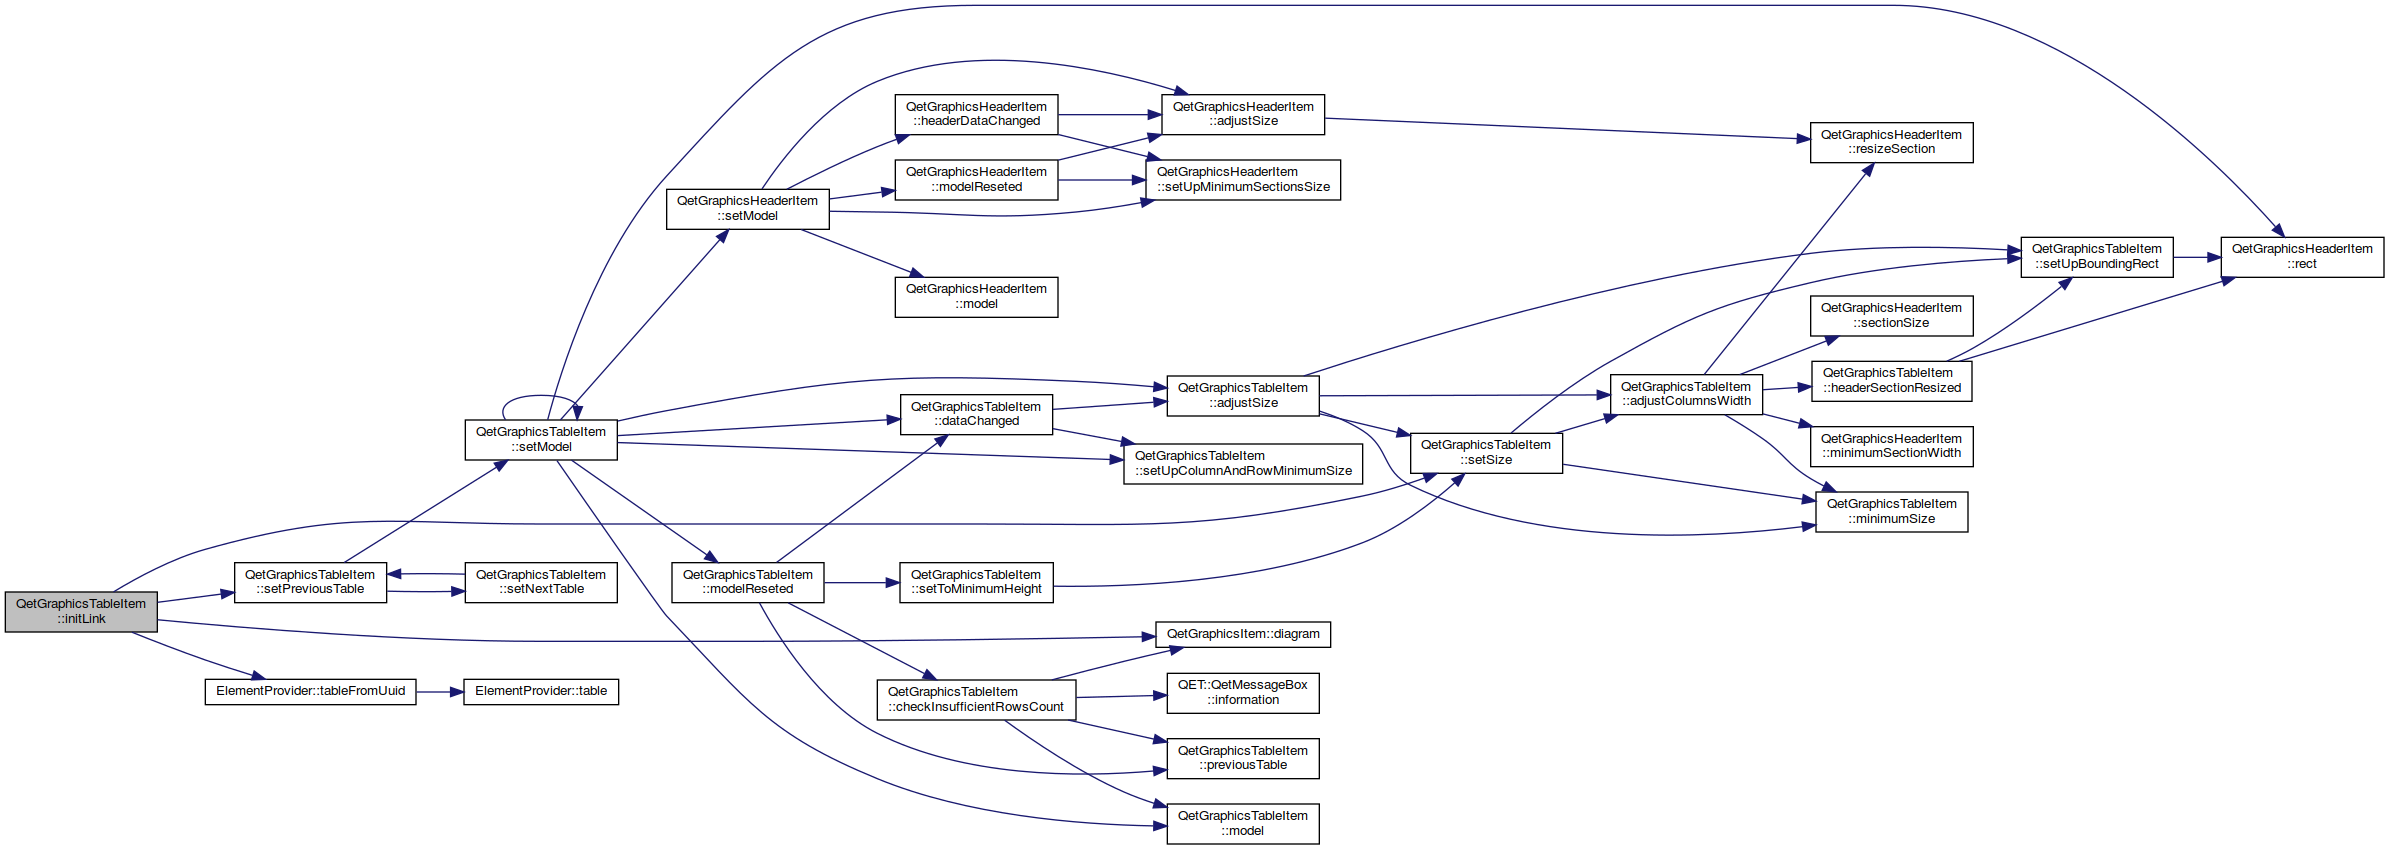 QetGraphicsTableItem
::initLink
QetGraphicsTableItem
::setPreviousTable
ElementProvider::tableFromUuid
QetGraphicsTableItem
::setModel
QetGraphicsTableItem
::setNextTable
ElementProvider::table
QetGraphicsHeaderItem
::setModel
QetGraphicsTableItem
::modelReseted
QetGraphicsHeaderItem
::headerDataChanged
QetGraphicsHeaderItem
::modelReseted
QetGraphicsHeaderItem
::model
QetGraphicsTableItem
::dataChanged
QetGraphicsTableItem
::setToMinimumHeight
QetGraphicsTableItem
::checkInsufficientRowsCount
QetGraphicsHeaderItem
::adjustSize
QetGraphicsHeaderItem
::setUpMinimumSectionsSize
QetGraphicsTableItem
::adjustSize
QetGraphicsTableItem
::setUpColumnAndRowMinimumSize
QetGraphicsItem::diagram
QET::QetMessageBox
::information
QetGraphicsTableItem
::previousTable
QetGraphicsTableItem
::model
QetGraphicsTableItem
::setSize
QetGraphicsTableItem
::adjustColumnsWidth
QetGraphicsHeaderItem
::resizeSection
QetGraphicsHeaderItem
::sectionSize
QetGraphicsTableItem
::headerSectionResized
QetGraphicsHeaderItem
::minimumSectionWidth
QetGraphicsTableItem
::minimumSize
QetGraphicsTableItem
::setUpBoundingRect
QetGraphicsHeaderItem
::rect